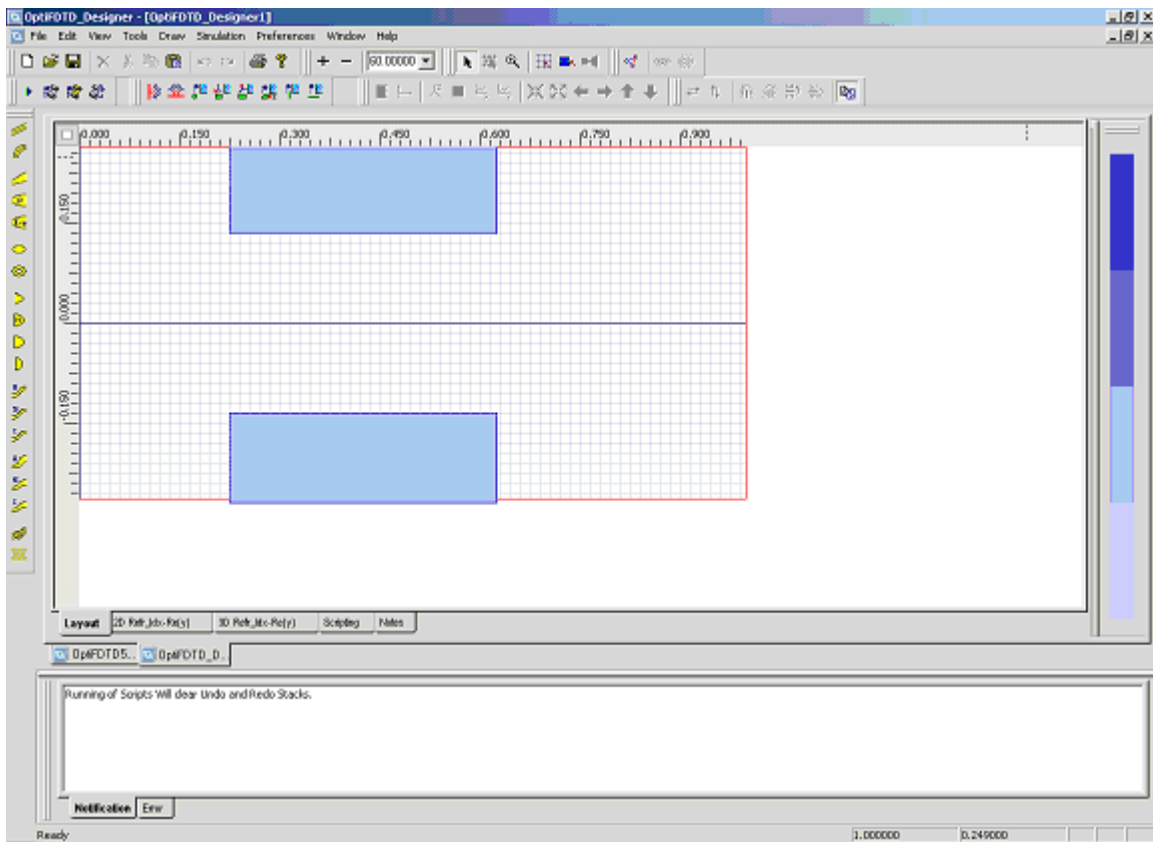 OptiFDTD_Designer - [OptiFDTD_Designer1]
File Edit View Tools Draw Simulation Preferences Window Help
60.00000
0.000 0.150 0.300 0.450 0.600 0.750 0.900
0.150
0.000
-0.150
Layout 2D Refr_Idx-Re(y) 3D Refr_Idx-Re(y) Scripting Notes
OptiFDTD5.. OptiFDTD_D..
Running of Scripts Will clear Undo and Redo Stacks.
Notification Error
Ready 1.000000 0.249000